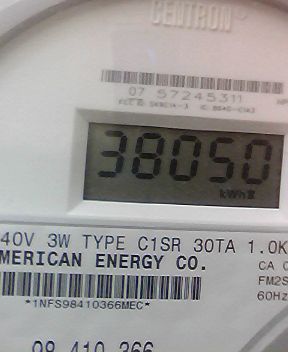 CENTRON
07 57245311
38050
kWh
40V 3W TYPE C1SR 30TA 1.0K
MERICAN ENERGY CO.
CA 0
FM2S
60Hz
*1NFS98410366MEC*
98 410 366